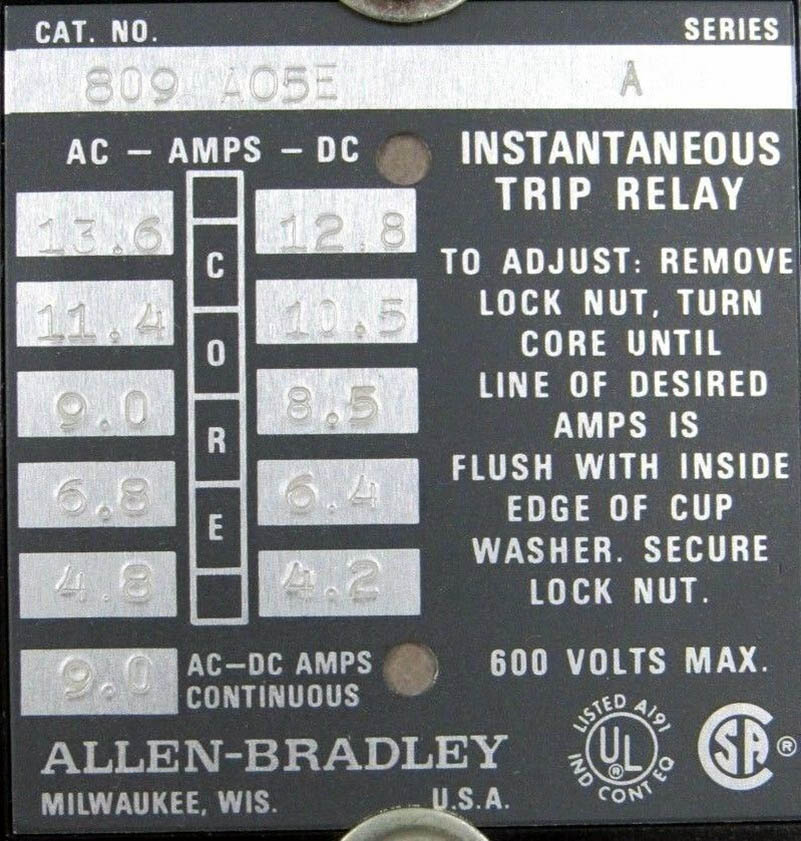 CAT. NO. SERIES
809 A05E A
AC – AMPS – DC
INSTANTANEOUS
TRIP RELAY
13.6 12.8
11.4 10.5
9.0 8.5
6.8 6.4
4.8 4.2
C
O
R
E
TO ADJUST: REMOVE
LOCK NUT, TURN
CORE UNTIL
LINE OF DESIRED
AMPS IS
FLUSH WITH INSIDE
EDGE OF CUP
WASHER. SECURE
LOCK NUT.
9.0 AC–DC AMPS
CONTINUOUS
600 VOLTS MAX.
ALLEN-BRADLEY
MILWAUKEE, WIS. U.S.A.
LISTED A191
UL ®
IND CONT EQ
SA ®